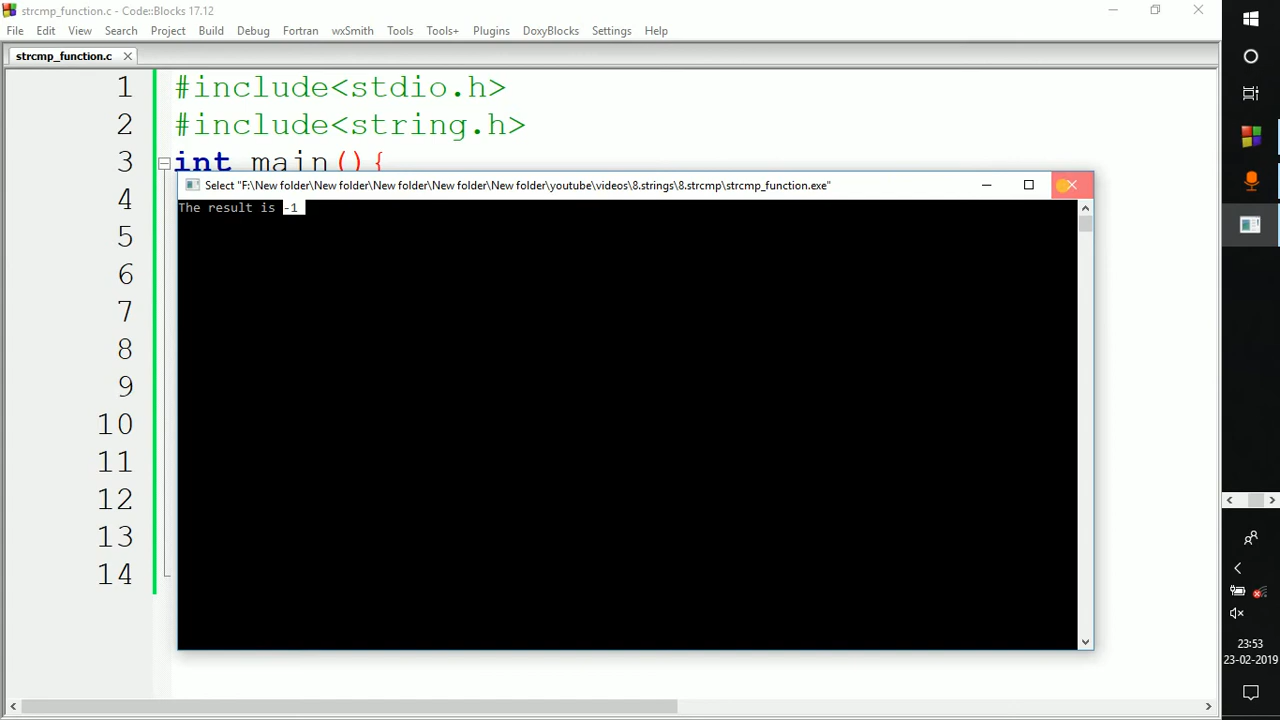 strcmp_function.c - Code::Blocks 17.12
File Edit View Search Project Build Debug Fortran wxSmith Tools Tools+ Plugins DoxyBlocks Settings Help
strcmp_function.c
1 #include<stdio.h>
2 #include<string.h>
3 int main(){
Select "F:\New folder\New folder\New folder\New folder\New folder\youtube\videos\8.strings\8.strcmp\strcmp_function.exe"
The result is -1
4
5
6
7
8
9
10
11
12
13
14
23:53
23-02-2019